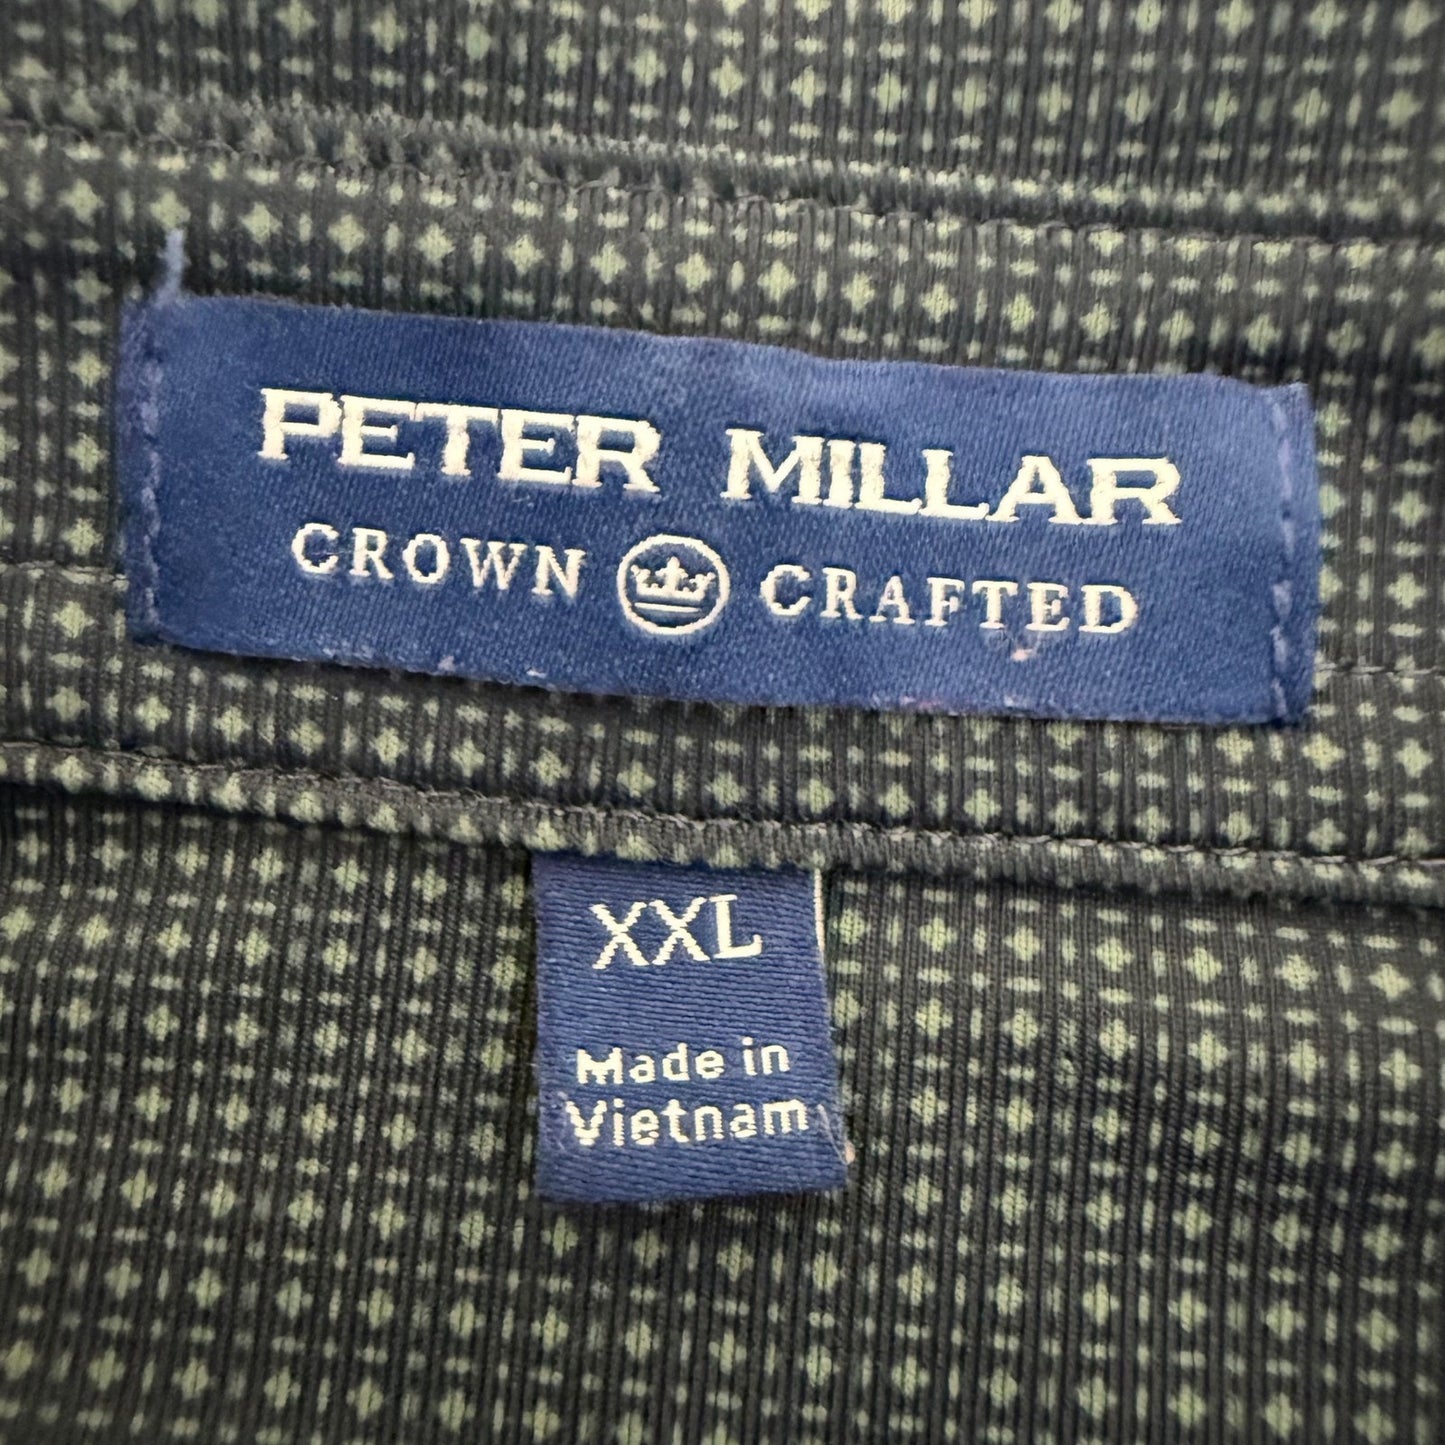 PETER MILLAR
CROWN CRAFTED
XXL
Made in
Vietnam